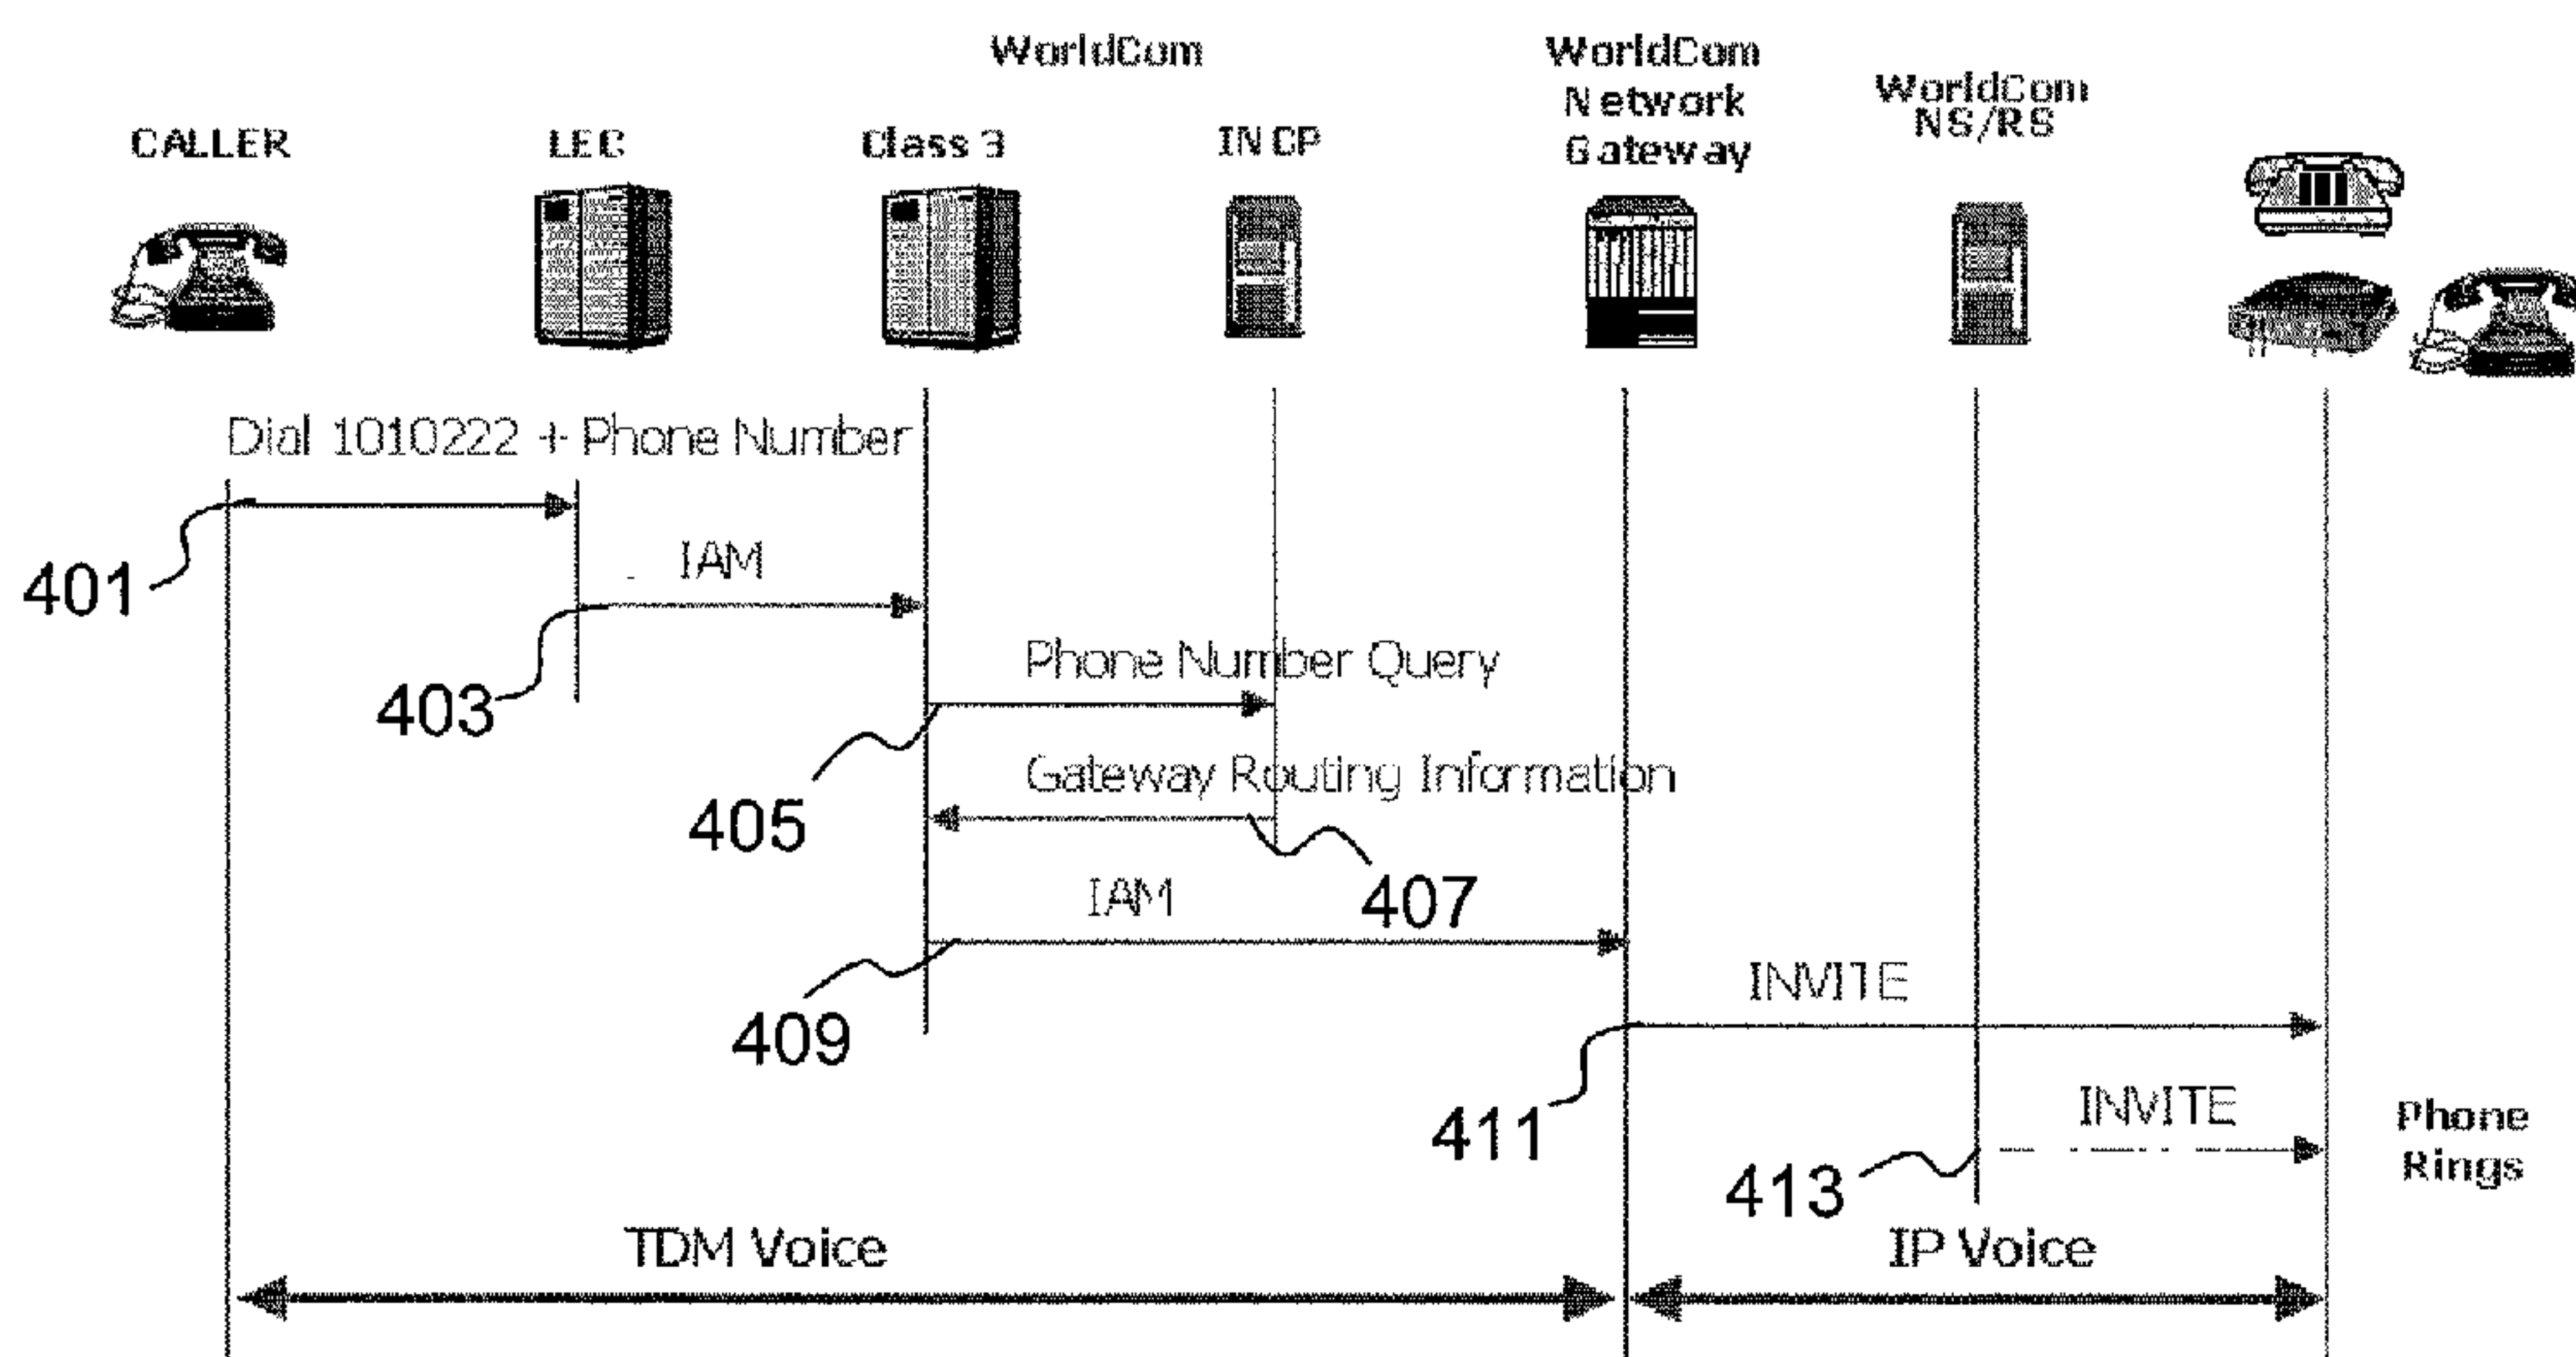 WorldCom
WorldCom
Network
Gateway
WorldCom
NS/RS
CALLER
LEC
Class 3
IN CP
Dial 1010222 + Phone Number
401
IAM
403
Phone Number Query
405
Gateway Routing Information
407
IAM
409
INVITE
411
INVITE
413
Phone
Rings
TDM Voice
IP Voice